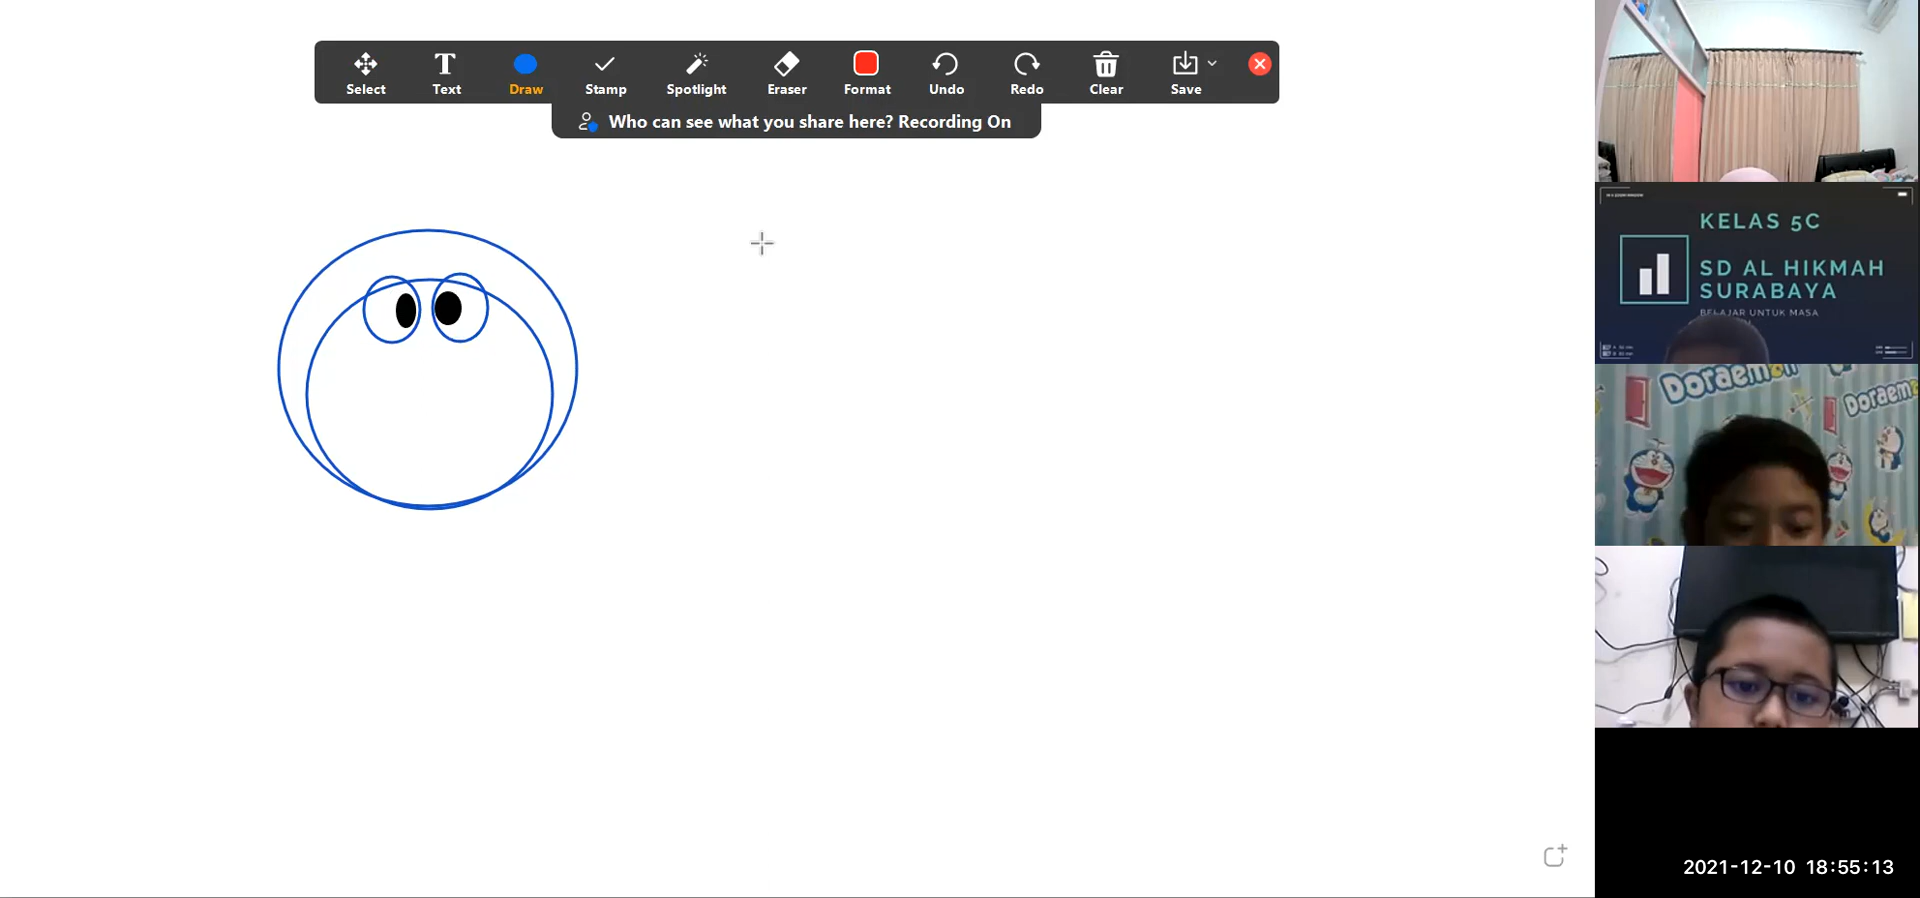 Select
Text
Draw
Stamp
Spotlight
Eraser
Format
Undo
Redo
Clear
Save
Who can see what you share here? Recording On
KELAS 5C
SD AL HIKMAH
SURABAYA
BELAJAR UNTUK MASA
Doraemon
Doraem
2021-12-10 18:55:13